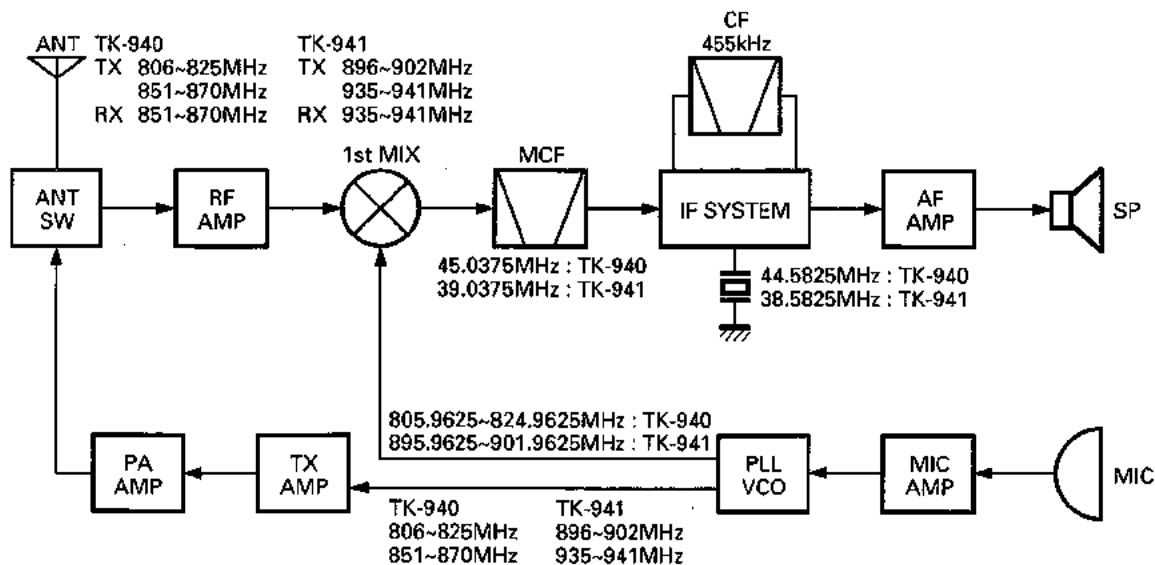 ANT
TK-940
TX 806~825MHz
851~870MHz
RX 851~870MHz
TK-941
TX 896~902MHz
935~941MHz
RX 935~941MHz
CF
455kHz
1st MIX
MCF
ANT
SW
RF
AMP
IF SYSTEM
AF
AMP
SP
45.0375MHz : TK-940
39.0375MHz : TK-941
44.5825MHz : TK-940
38.5825MHz : TK-941
805.9625~824.9625MHz : TK-940
895.9625~901.9625MHz : TK-941
PA
AMP
TX
AMP
PLL
VCO
MIC
AMP
MIC
TK-940
806~825MHz
851~870MHz
TK-941
896~902MHz
935~941MHz